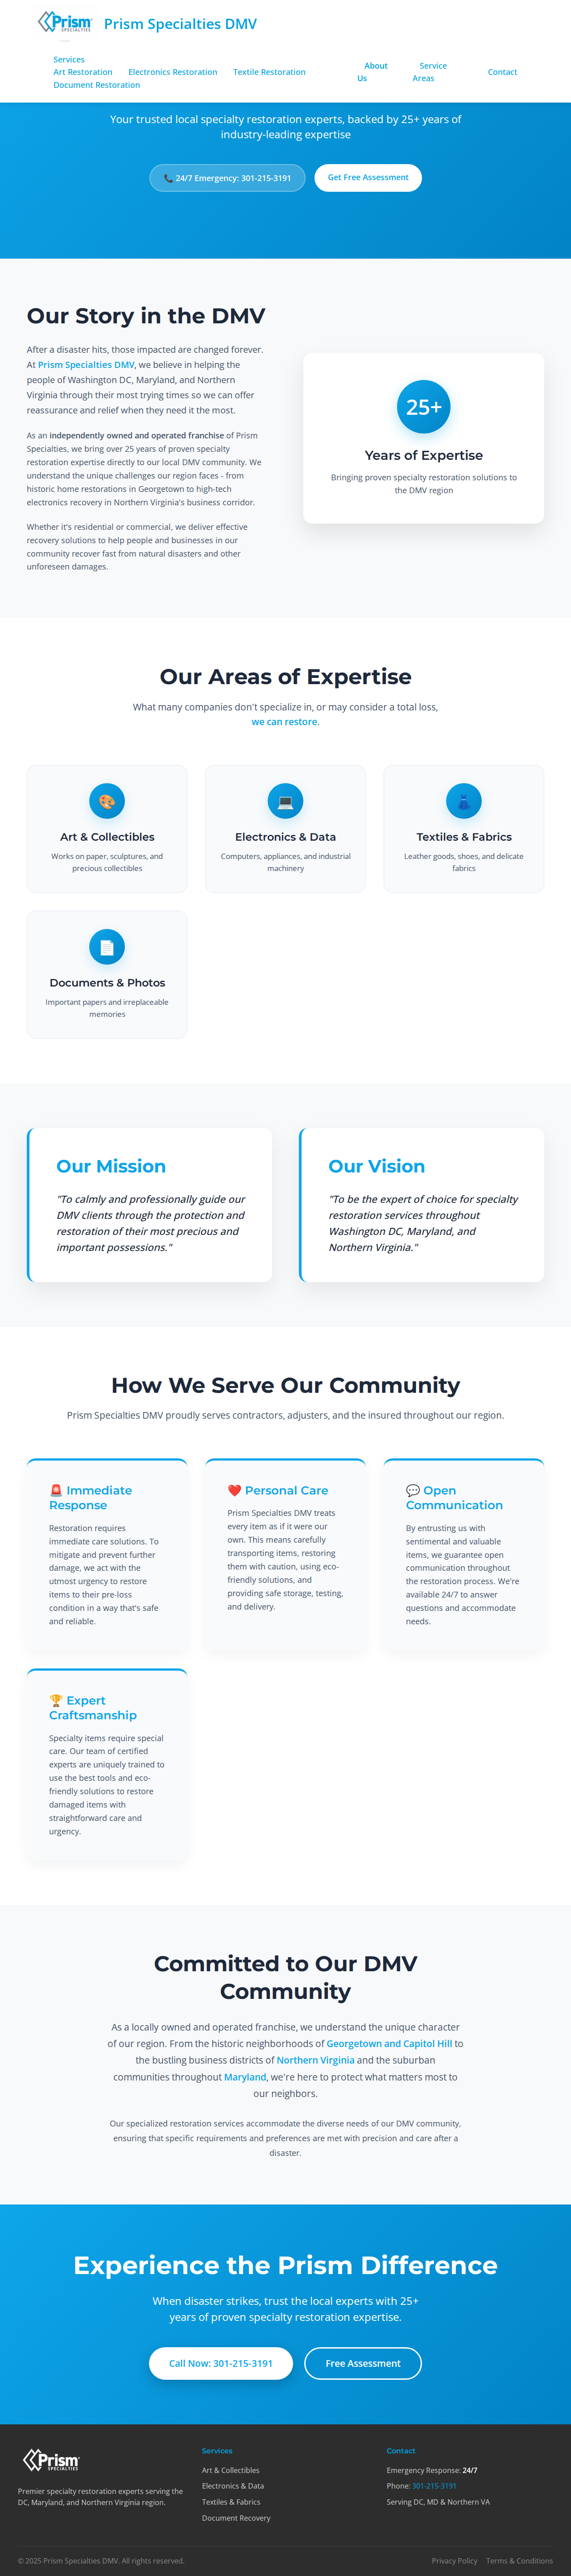 Prism
SPECIALTIES
Prism Specialties DMV
Services
Art Restoration Electronics Restoration Textile Restoration
Document Restoration
About
Us
Service
Areas
Contact
Your trusted local specialty restoration experts, backed by 25+ years of
industry-leading expertise
📞 24/7 Emergency: 301-215-3191
Get Free Assessment
Our Story in the DMV
After a disaster hits, those impacted are changed forever.
At Prism Specialties DMV, we believe in helping the
people of Washington DC, Maryland, and Northern
Virginia through their most trying times so we can offer
reassurance and relief when they need it the most.
As an independently owned and operated franchise of Prism
Specialties, we bring over 25 years of proven specialty
restoration expertise directly to our local DMV community. We
understand the unique challenges our region faces - from
historic home restorations in Georgetown to high-tech
electronics recovery in Northern Virginia's business corridor.
Whether it's residential or commercial, we deliver effective
recovery solutions to help people and businesses in our
community recover fast from natural disasters and other
unforeseen damages.
25+
Years of Expertise
Bringing proven specialty restoration solutions to
the DMV region
Our Areas of Expertise
What many companies don't specialize in, or may consider a total loss,
we can restore.
Art & Collectibles
Works on paper, sculptures, and
precious collectibles
Electronics & Data
Computers, appliances, and industrial
machinery
Textiles & Fabrics
Leather goods, shoes, and delicate
fabrics
Documents & Photos
Important papers and irreplaceable
memories
Our Mission
"To calmly and professionally guide our
DMV clients through the protection and
restoration of their most precious and
important possessions."
Our Vision
"To be the expert of choice for specialty
restoration services throughout
Washington DC, Maryland, and
Northern Virginia."
How We Serve Our Community
Prism Specialties DMV proudly serves contractors, adjusters, and the insured throughout our region.
🚨 Immediate
Response
Restoration requires
immediate care solutions. To
mitigate and prevent further
damage, we act with the
utmost urgency to restore
items to their pre-loss
condition in a way that's safe
and reliable.
❤️ Personal Care
Prism Specialties DMV treats
every item as if it were our
own. This means carefully
transporting items, restoring
them with caution, using eco-
friendly solutions, and
providing safe storage, testing,
and delivery.
💬 Open
Communication
By entrusting us with
sentimental and valuable
items, we guarantee open
communication throughout
the restoration process. We're
available 24/7 to answer
questions and accommodate
needs.
🏆 Expert
Craftsmanship
Specialty items require special
care. Our team of certified
experts are uniquely trained to
use the best tools and eco-
friendly solutions to restore
damaged items with
straightforward care and
urgency.
Committed to Our DMV
Community
As a locally owned and operated franchise, we understand the unique character
of our region. From the historic neighborhoods of Georgetown and Capitol Hill to
the bustling business districts of Northern Virginia and the suburban
communities throughout Maryland, we're here to protect what matters most to
our neighbors.
Our specialized restoration services accommodate the diverse needs of our DMV community,
ensuring that specific requirements and preferences are met with precision and care after a
disaster.
Experience the Prism Difference
When disaster strikes, trust the local experts with 25+
years of proven specialty restoration expertise.
Call Now: 301-215-3191
Free Assessment
Prism
SPECIALTIES
Premier specialty restoration experts serving the
DC, Maryland, and Northern Virginia region.
Services
Art & Collectibles
Electronics & Data
Textiles & Fabrics
Document Recovery
Contact
Emergency Response: 24/7
Phone: 301-215-3191
Serving DC, MD & Northern VA
© 2025 Prism Specialties DMV. All rights reserved.
Privacy Policy Terms & Conditions